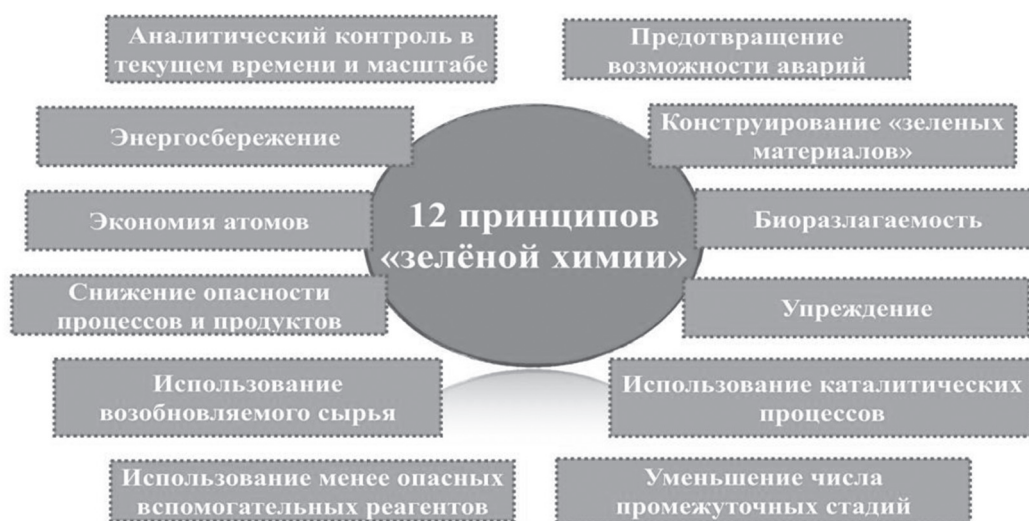 Аналитический контроль в
текущем времени и масштабе
Предотвращение
возможности аварий
Энергосбережение
Конструирование «зеленых
материалов»
12 принципов
«зелёной химии»
Экономия атомов
Биоразлагаемость
Снижение опасности
процессов и продуктов
Упреждение
Использование
возобновляемого сырья
Использование каталитических
процессов
Использование менее опасных
вспомогательных реагентов
Уменьшение числа
промежуточных стадий